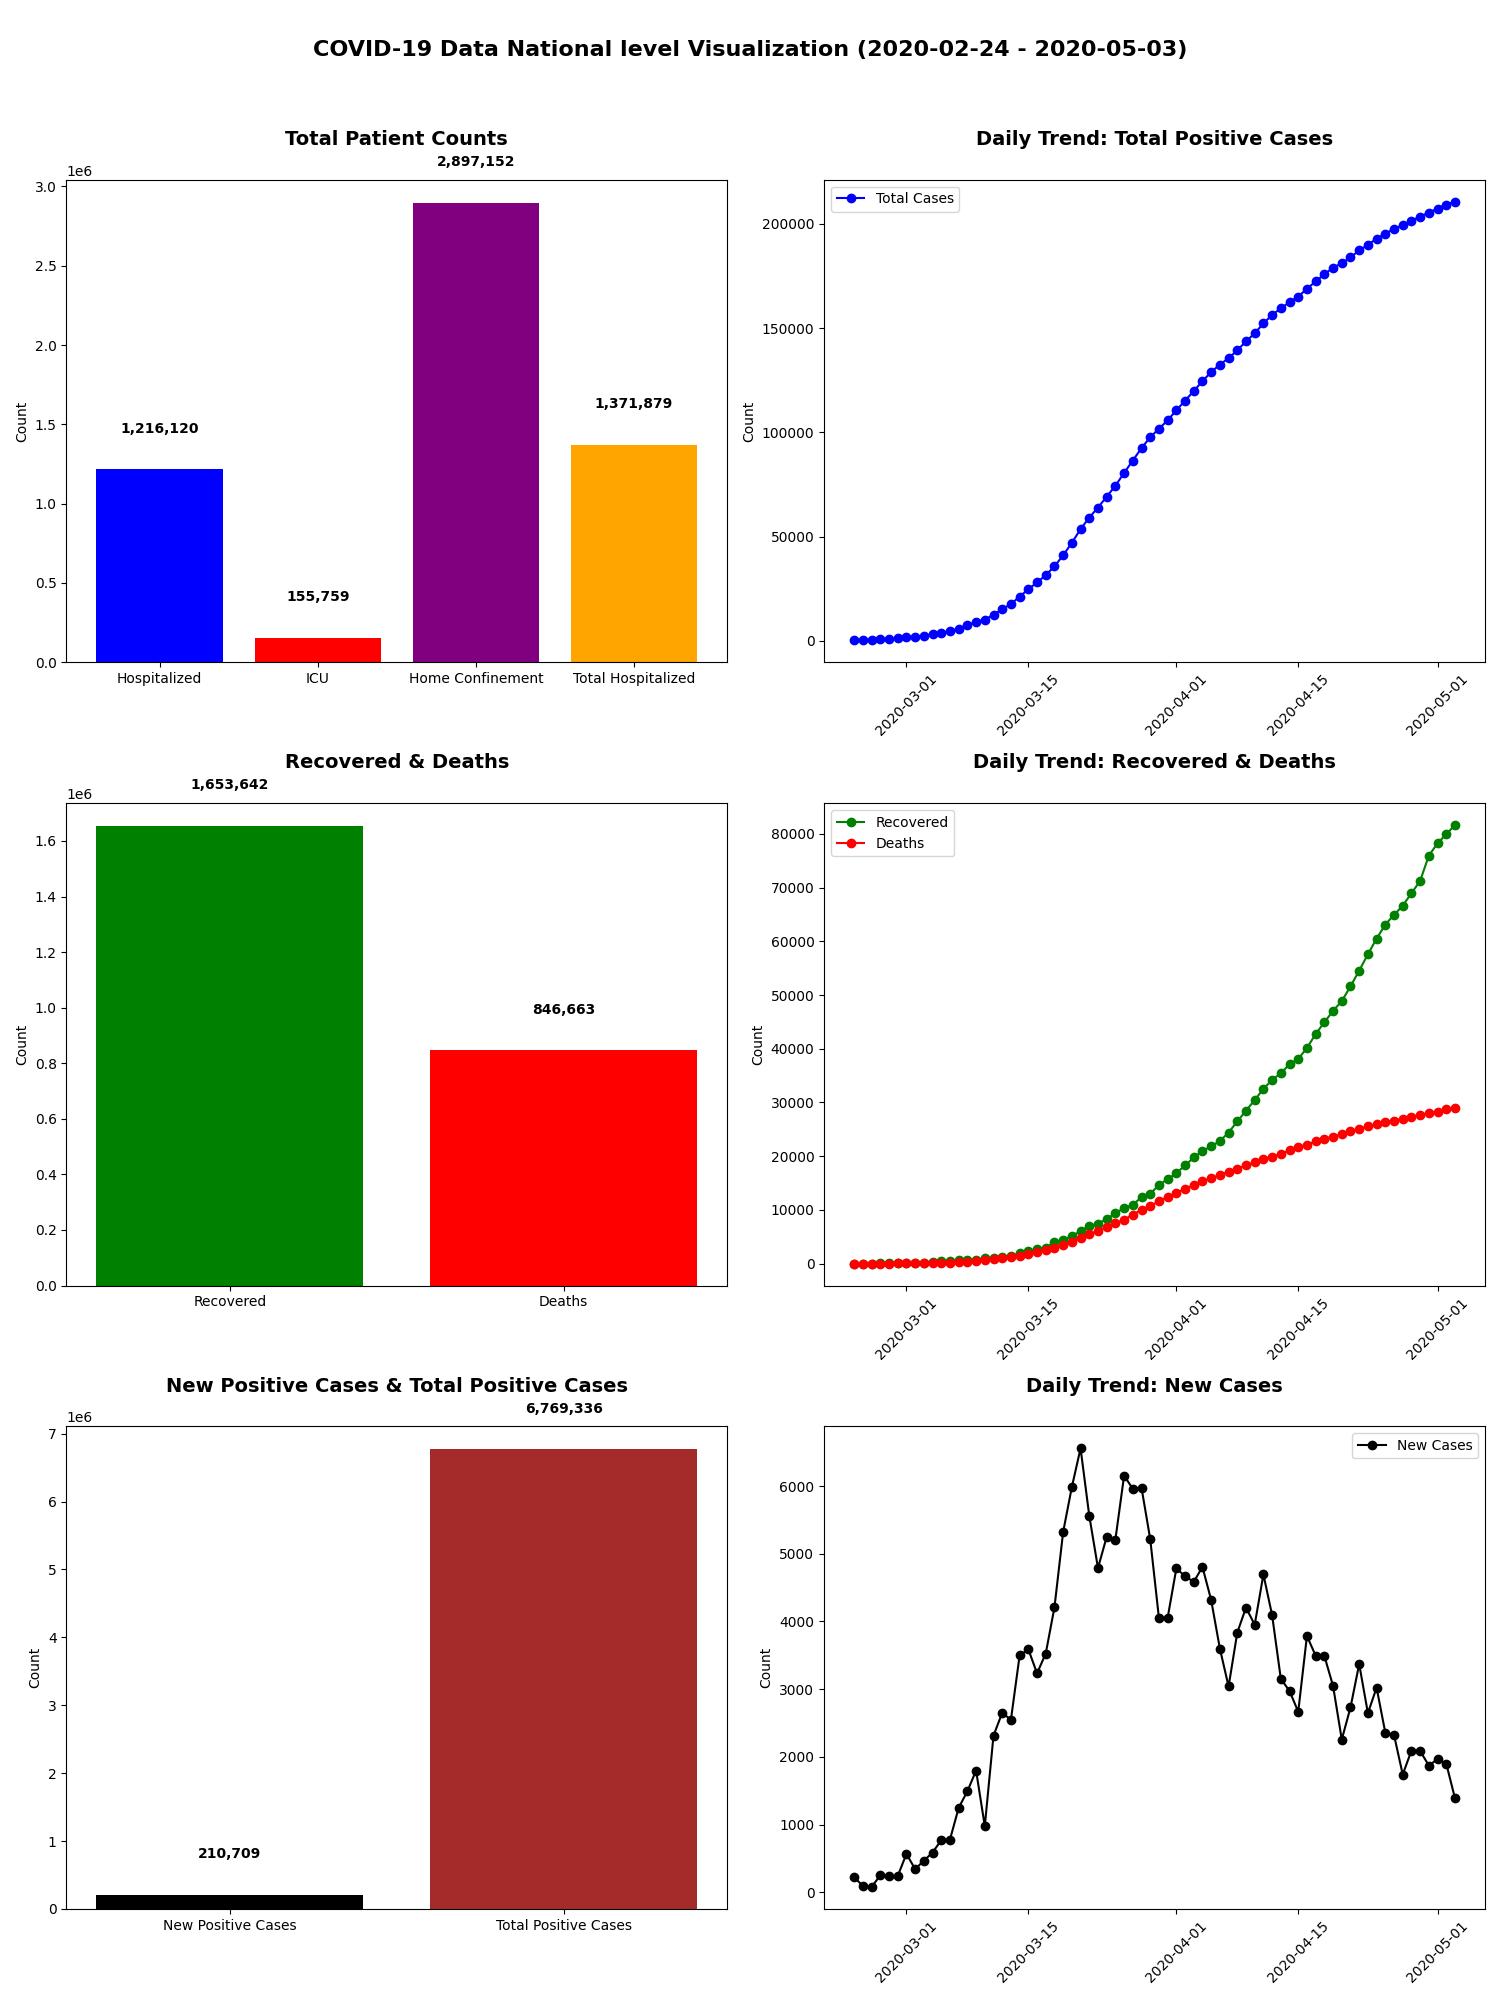 COVID-19 Data National level Visualization (2020-02-24 - 2020-05-03)
Total Patient Counts
1e6
3.0
2.5
2.0
1.5
1.0
0.5
0.0
Count
1,216,120
155,759
2,897,152
1,371,879
Hospitalized
ICU
Home Confinement
Total Hospitalized
Daily Trend: Total Positive Cases
Total Cases
200000
150000
100000
50000
0
Count
2020-03-01
2020-03-15
2020-04-01
2020-04-15
2020-05-01
Recovered & Deaths
1e6
1.6
1.4
1.2
1.0
0.8
0.6
0.4
0.2
0.0
Count
1,653,642
846,663
Recovered
Deaths
Daily Trend: Recovered & Deaths
Recovered
Deaths
80000
70000
60000
50000
40000
30000
20000
10000
0
Count
2020-03-01
2020-03-15
2020-04-01
2020-04-15
2020-05-01
New Positive Cases & Total Positive Cases
1e6
7
6
5
4
3
2
1
0
Count
210,709
6,769,336
New Positive Cases
Total Positive Cases
Daily Trend: New Cases
New Cases
6000
5000
4000
3000
2000
1000
0
Count
2020-03-01
2020-03-15
2020-04-01
2020-04-15
2020-05-01